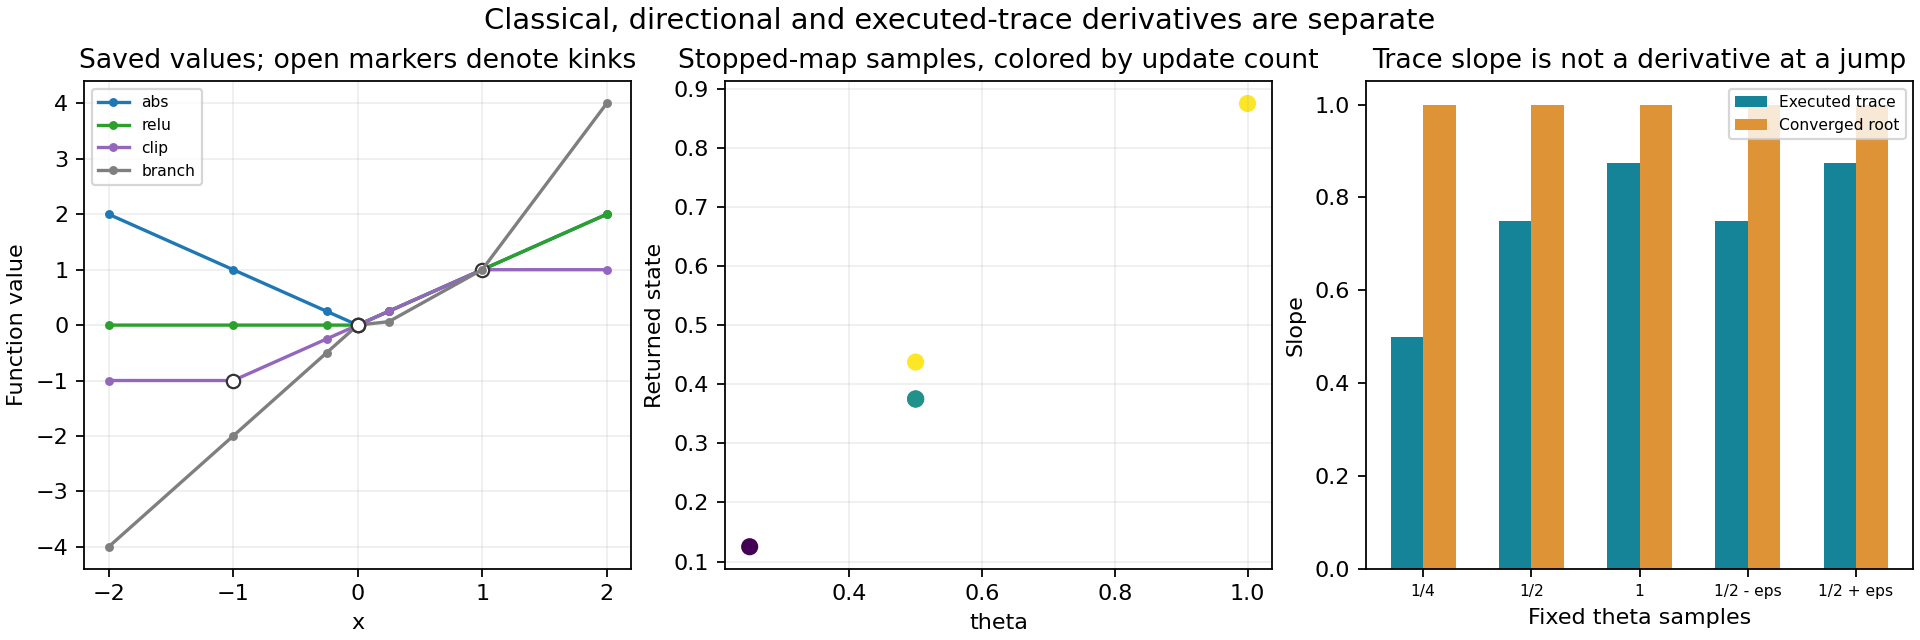 Classical, directional and executed-trace derivatives are separate
Saved values; open markers denote kinks
Function value
4
3
2
1
0
−1
−2
−3
−4
abs
relu
clip
branch
−2
−1
0
1
2
x
Stopped-map samples, colored by update count
Returned state
0.9
0.8
0.7
0.6
0.5
0.4
0.3
0.2
0.1
0.4
0.6
0.8
1.0
theta
Trace slope is not a derivative at a jump
Slope
1.0
0.8
0.6
0.4
0.2
0.0
Executed trace
Converged root
1/4
1/2
1
1/2 - eps
1/2 + eps
Fixed theta samples